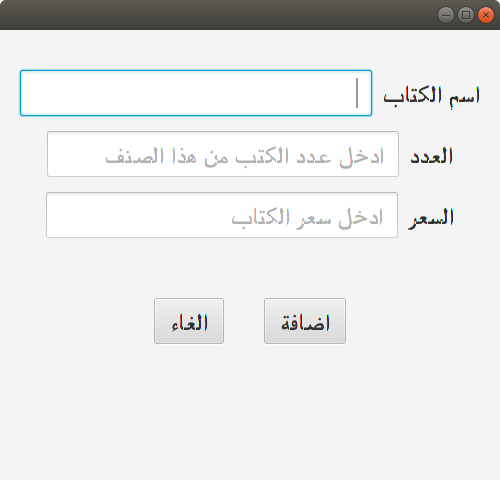 اسم الكتاب
العدد ادخل عدد الكتب من هذا الصنف
السعر ادخل سعر الكتاب
اضافة الغاء